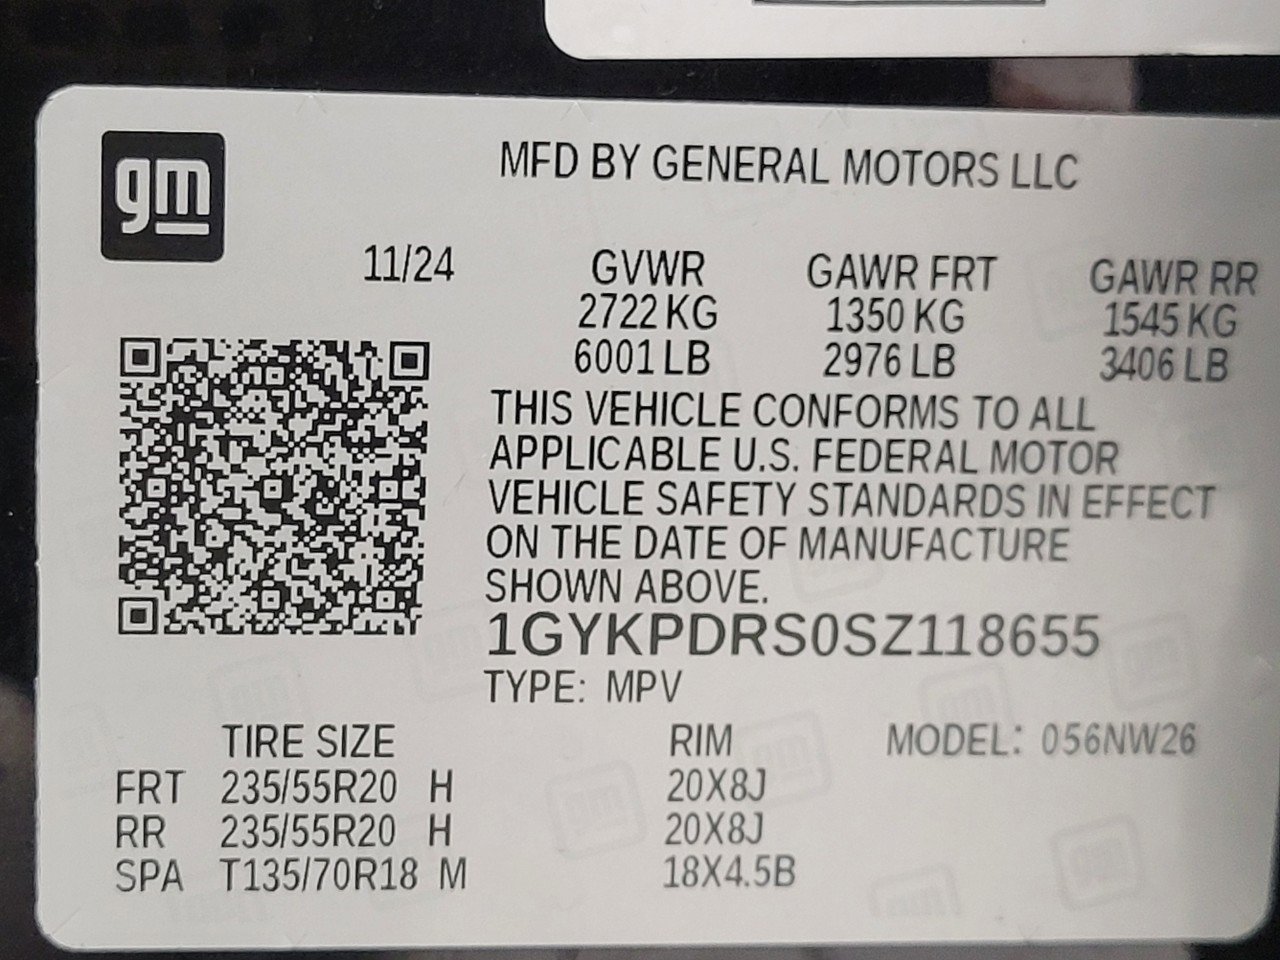 gm
MFD BY GENERAL MOTORS LLC
11/24 GVWR GAWR FRT GAWR RR
2722 KG 1350 KG 1545 KG
6001 LB 2976 LB 3406 LB
THIS VEHICLE CONFORMS TO ALL
APPLICABLE U.S. FEDERAL MOTOR
VEHICLE SAFETY STANDARDS IN EFFECT
ON THE DATE OF MANUFACTURE
SHOWN ABOVE.
1GYKPDRS0SZ118655
TYPE: MPV
TIRE SIZE RIM MODEL: 056NW26
FRT 235/55R20 H 20X8J
RR 235/55R20 H 20X8J
SPA T135/70R18 M 18X4.5B